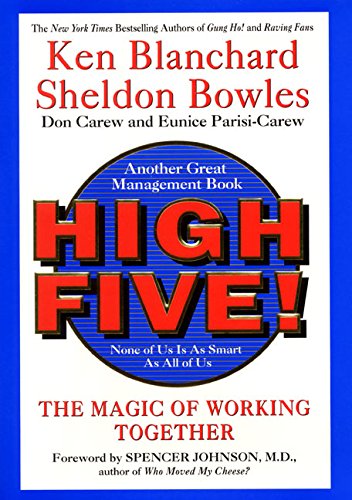 The New York Times Bestselling Authors of Gung Ho! and Raving Fans
Ken Blanchard
Sheldon Bowles
Don Carew and Eunice Parisi-Carew
Another Great
Management Book
HIGH
FIVE!
None of Us Is As Smart
As All of Us
THE MAGIC OF WORKING
TOGETHER
Foreword by SPENCER JOHNSON, M.D.,
author of Who Moved My Cheese?